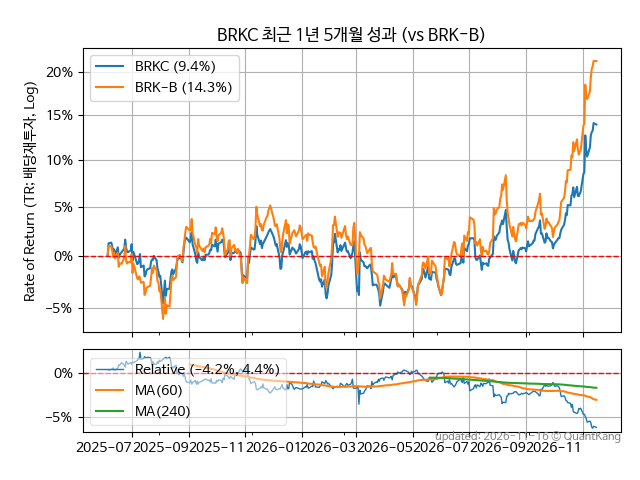 BRKC 최근 1년 5개월 성과 (vs BRK-B)
Rate of Return (TR: 배당재투자, Log)
BRKC (9.4%)
BRK-B (14.3%)
20%
15%
10%
5%
0%
−5%
Relative (-4.2%, 4.4%)
MA(60)
MA(240)
0%
−5%
2025-07
2025-09
2025-11
2026-01
2026-03
2026-05
2026-07
2026-09
2026-11
updated: 2026-11-16 © QuantKang